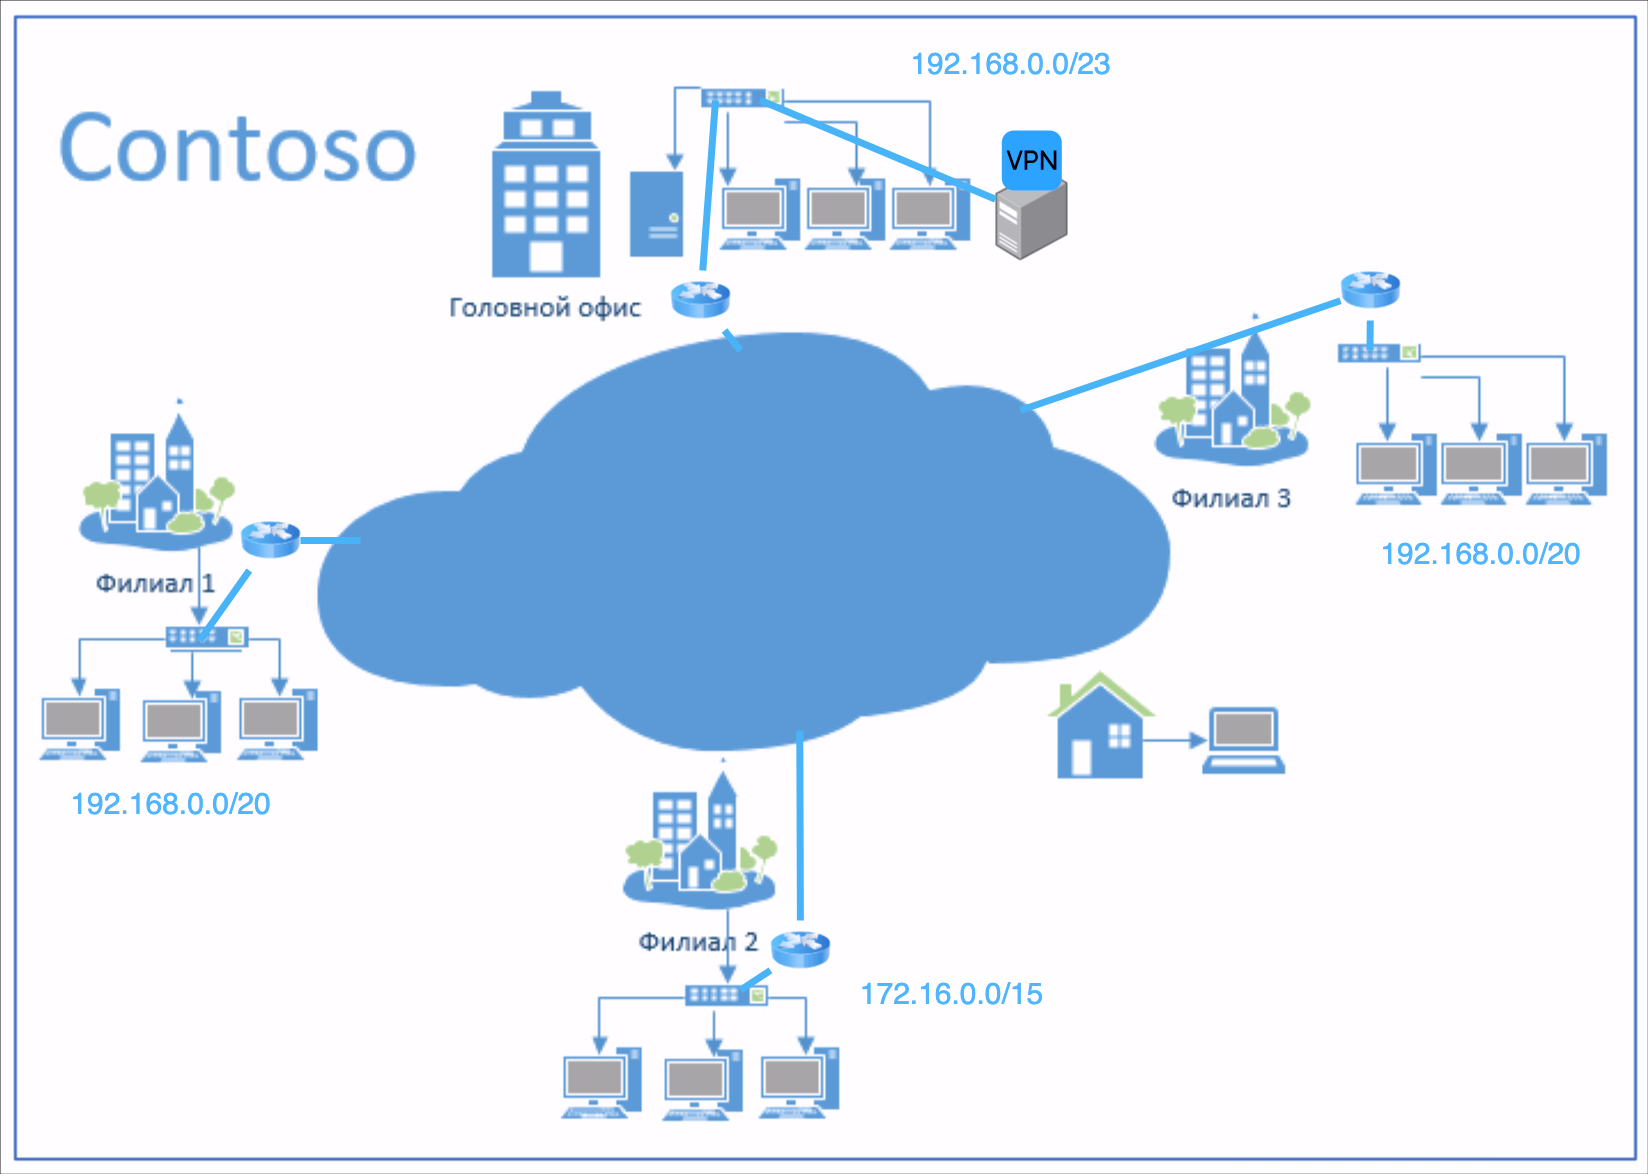 Contoso
192.168.0.0/23
VPN
Головной офис
Филиал 3
192.168.0.0/20
Филиал 1
192.168.0.0/20
Филиал 2
172.16.0.0/15